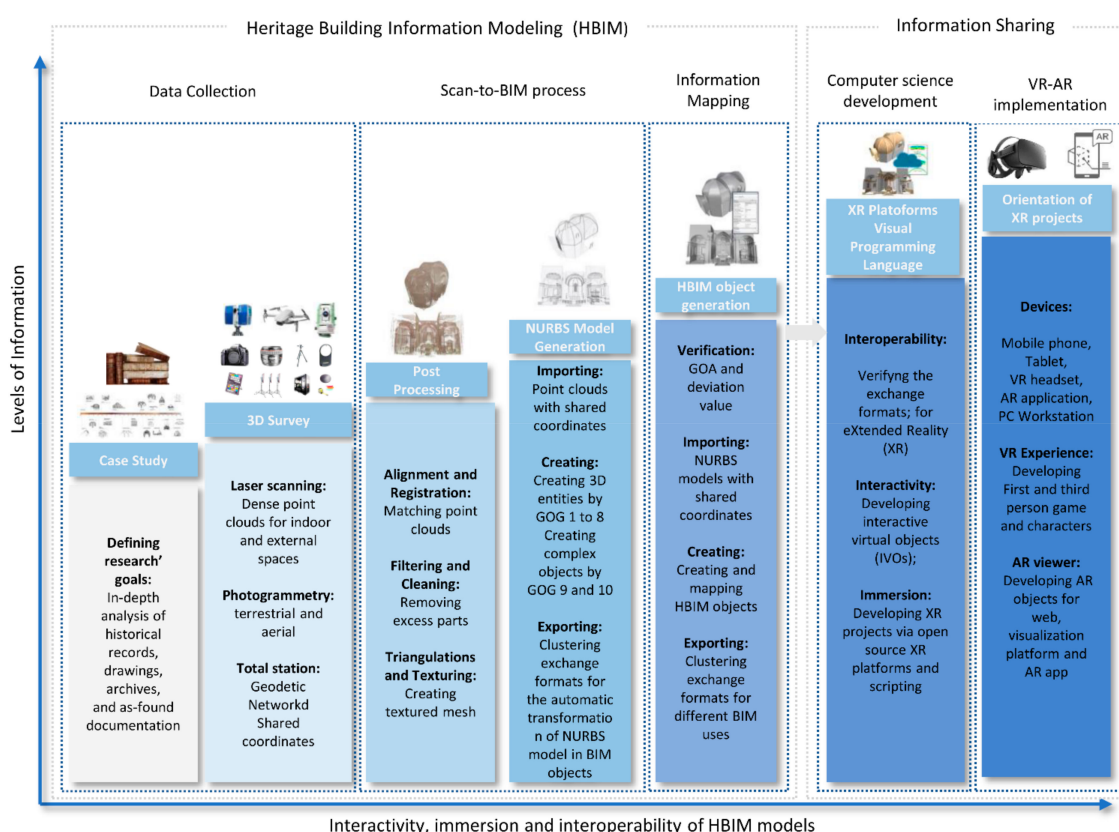 Heritage Building Information Modeling (HBIM)
Information Sharing
Data Collection
Scan-to-BIM process
Information
Mapping
Computer science
development
VR-AR
implementation
Levels of Information
Case Study
Defining
research'
goals:
In-depth
analysis of
historical
records,
drawings,
archives,
and as-found
documentation
3D Survey
Laser scanning:
Dense point
clouds for indoor
and external
spaces
Photogrammetry:
terrestrial and
aerial
Total station:
Geodetic
Networkd
Shared
coordinates
Post
Processing
Alignment and
Registration:
Matching point
clouds
Filtering and
Cleaning:
Removing
excess parts
Triangulations
and Texturing:
Creating
textured mesh
NURBS Model
Generation
Importing:
Point clouds
with shared
coordinates
Creating:
Creating 3D
entities by
GOG 1 to 8
Creating
complex
objects by
GOG 9 and 10
Exporting:
Clustering
exchange
formats for
the automatic
transformatio
n of NURBS
model in BIM
objects
HBIM object
generation
Verification:
GOA and
deviation
value
Importing:
NURBS
models with
shared
coordinates
Creating:
Creating and
mapping
HBIM objects
Exporting:
Clustering
exchange
formats for
different BIM
uses
XR Platoforms
Visual
Programming
Language
Interoperability:
Verifyng the
exchange
formats; for
eXtended Reality
(XR)
Interactivity:
Developing
interactive
virtual objects
(IVOs);
Immersion:
Developing XR
projects via open
source XR
platforms and
scripting
AR
Orientation of
XR projects
Devices:
Mobile phone,
Tablet,
VR headset,
AR application,
PC Workstation
VR Experience:
Developing
First and third
person game
and characters
AR viewer:
Developing AR
objects for
web,
visualization
platform and
AR app
Interactivity, immersion and interoperability of HBIM models